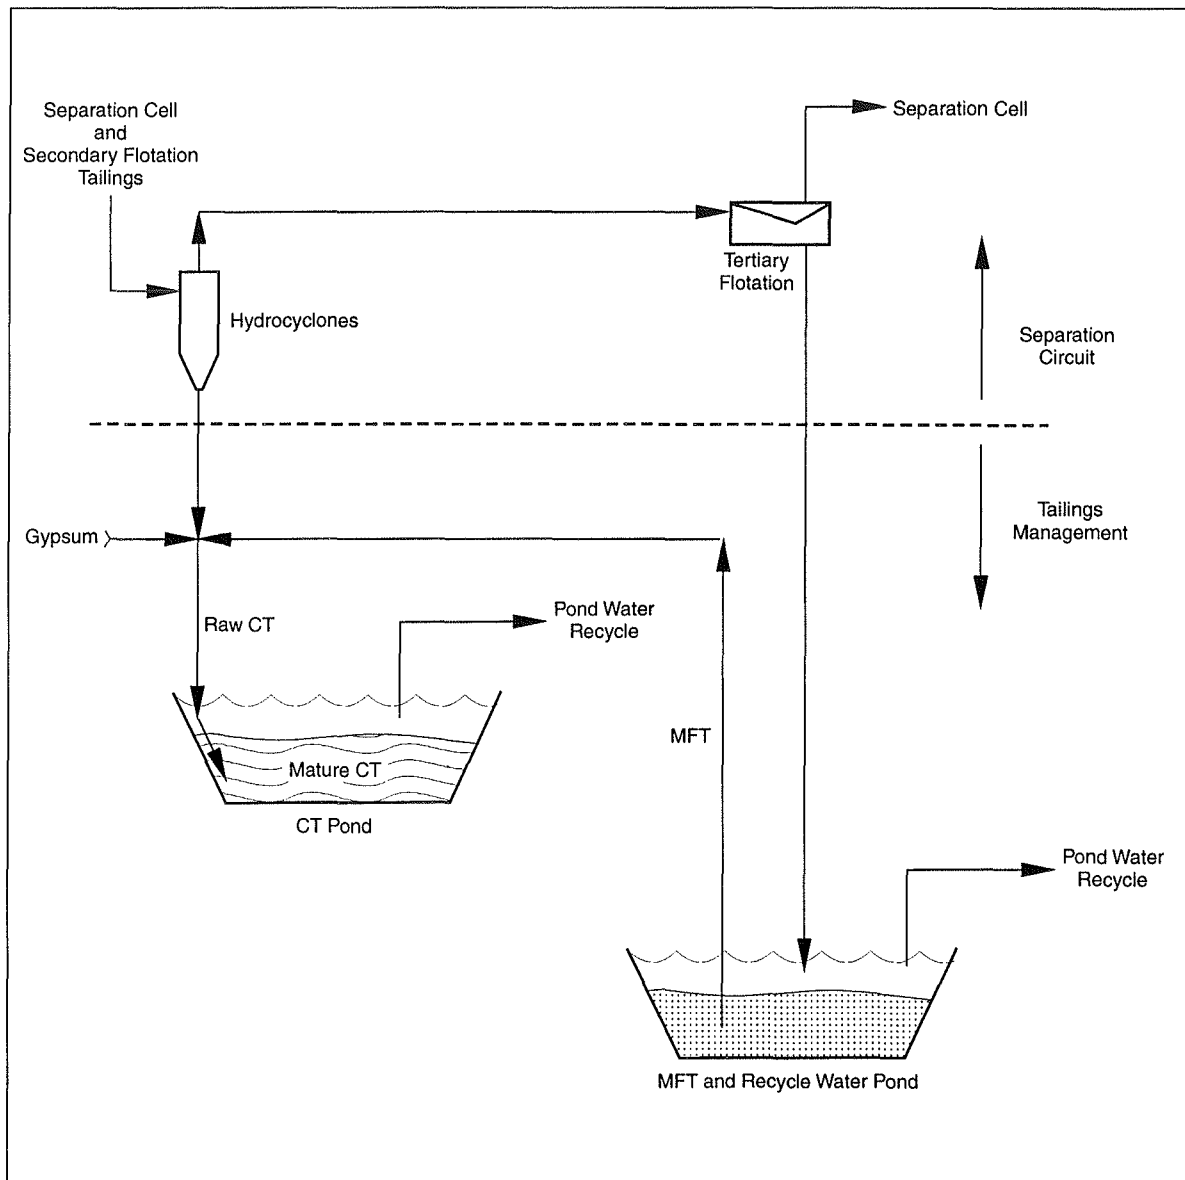 Separation Cell
and
Secondary Flotation
Tailings
Separation Cell
Tertiary
Flotation
Hydrocyclones
Separation
Circuit
Gypsum
Tailings
Management
Raw CT
Pond Water
Recycle
MFT
Mature CT
CT Pond
Pond Water
Recycle
MFT and Recycle Water Pond